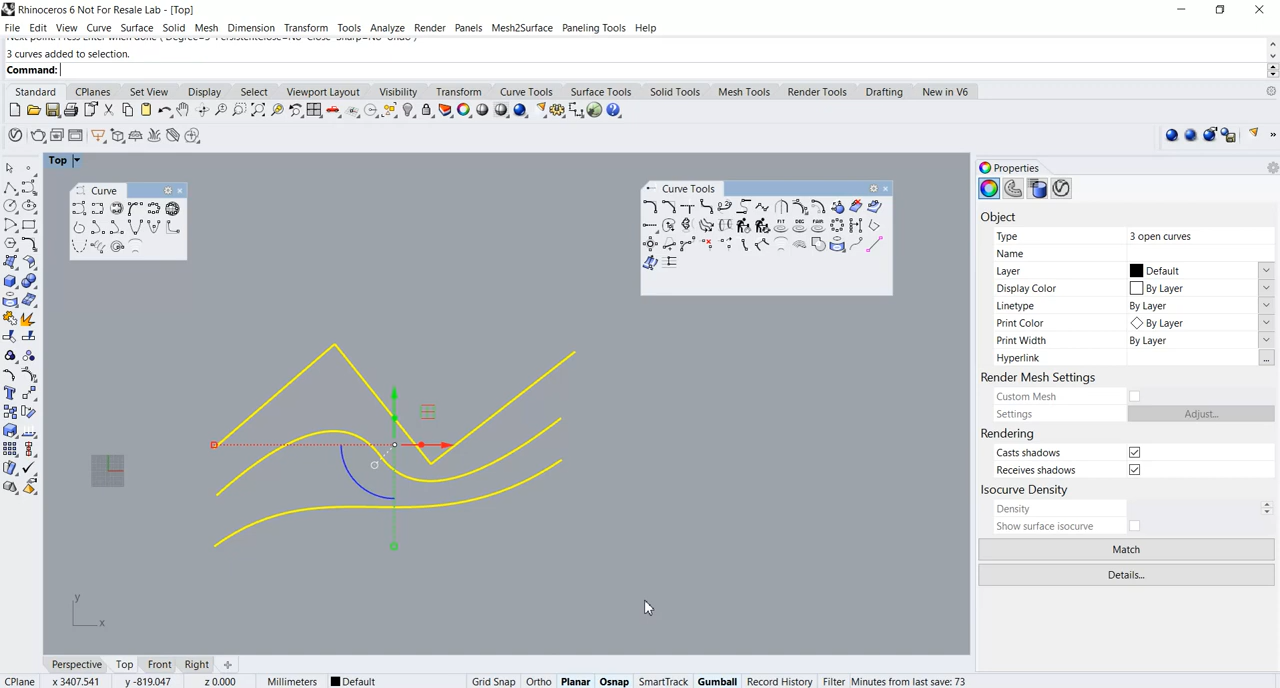 Rhinoceros 6 Not For Resale Lab - [Top]
File Edit View Curve Surface Solid Mesh Dimension Transform Tools Analyze Render Panels Mesh2Surface Paneling Tools Help
3 curves added to selection.
Command:
Standard CPlanes Set View Display Select Viewport Layout Visibility Transform Curve Tools Surface Tools Solid Tools Mesh Tools Render Tools Drafting New in V6
Top
Properties
Curve
Curve Tools
Object
Type 3 open curves
Name
Layer Default
Display Color By Layer
Linetype By Layer
Print Color By Layer
Print Width By Layer
Hyperlink ...
Render Mesh Settings
Custom Mesh
Settings Adjust...
Rendering
Casts shadows
Receives shadows
Isocurve Density
Density
Show surface isocurve
Match
Details...
y
x
Perspective Top Front Right
CPlane x 3407.541 y -819.047 z 0.000 Millimeters Default Grid Snap Ortho Planar Osnap SmartTrack Gumball Record History Filter Minutes from last save: 73